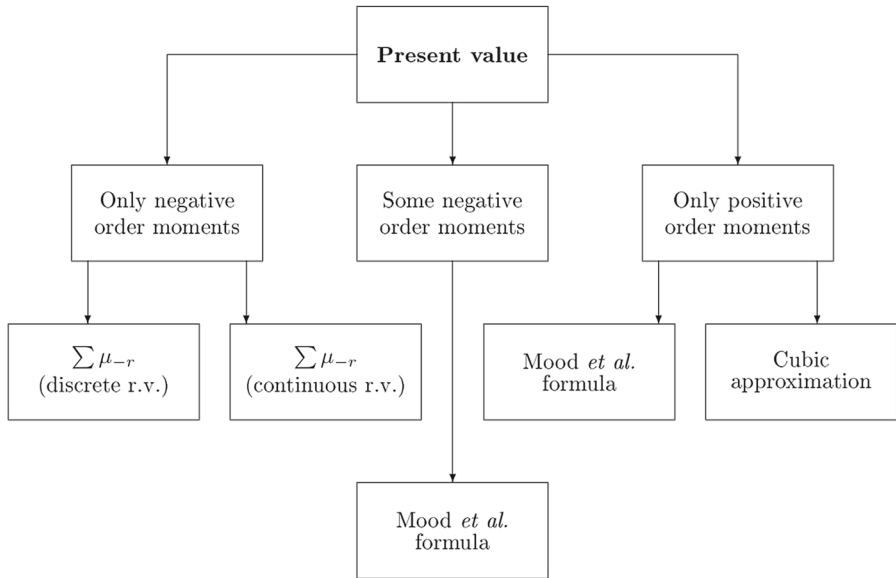 Present value
Only negative
order moments
Some negative
order moments
Only positive
order moments
∑ μ₋ᵣ
(discrete r.v.)
∑ μ₋ᵣ
(continuous r.v.)
Mood et al.
formula
Cubic
approximation
Mood et al.
formula